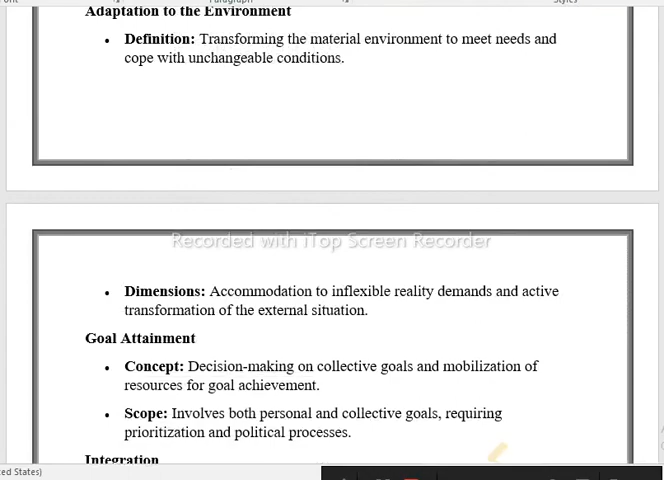 Paragraph
Styles
Adaptation to the Environment
• Definition: Transforming the material environment to meet needs and
cope with unchangeable conditions.
Recorded with iTop Screen Recorder
• Dimensions: Accommodation to inflexible reality demands and active
transformation of the external situation.
Goal Attainment
• Concept: Decision-making on collective goals and mobilization of
resources for goal achievement.
• Scope: Involves both personal and collective goals, requiring
prioritization and political processes.
Integration
States)